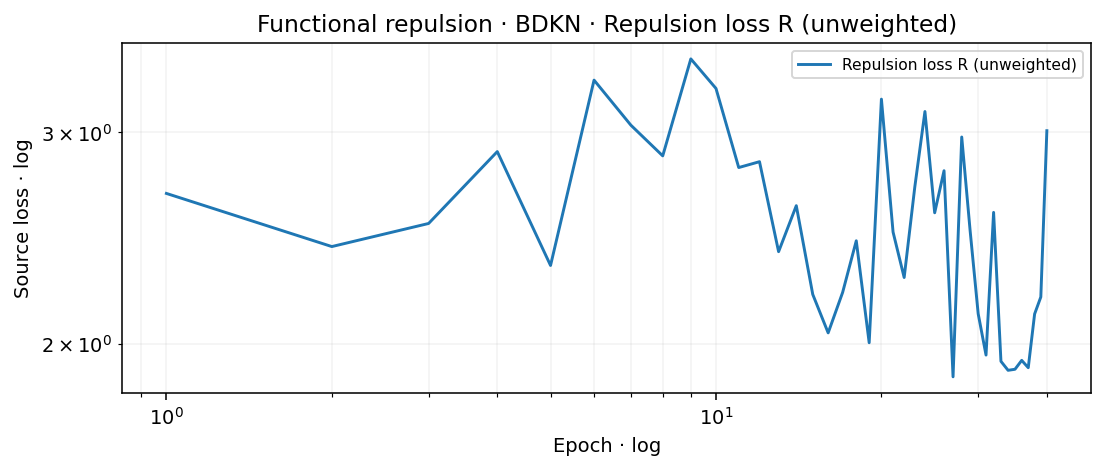 Functional repulsion · BDKN · Repulsion loss R (unweighted)
Repulsion loss R (unweighted)
3 × 10⁰
2 × 10⁰
Source loss · log
10⁰
10¹
Epoch · log